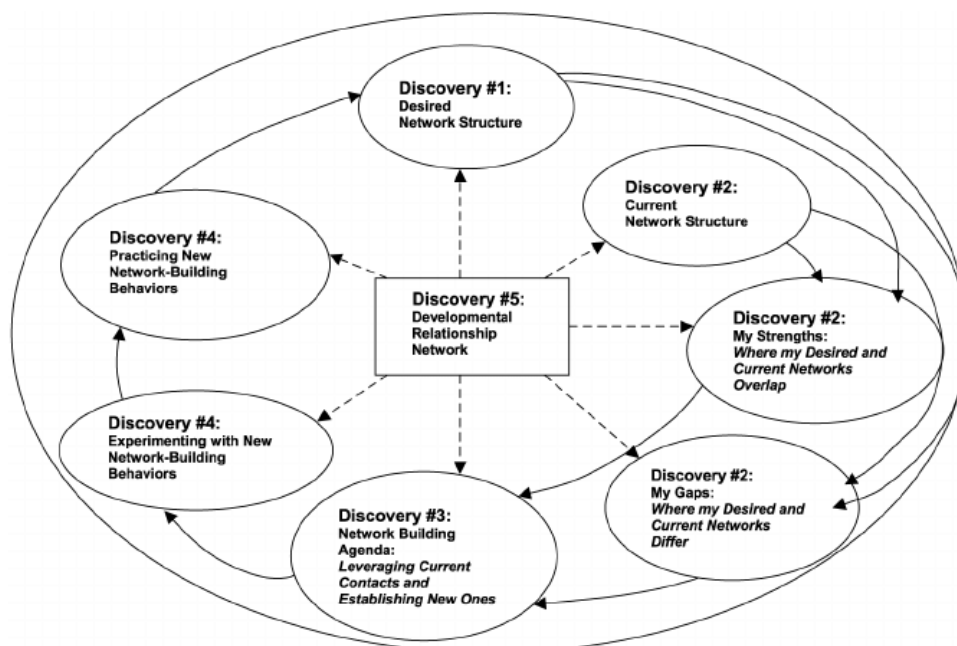 Discovery #1:
Desired
Network Structure
Discovery #2:
Current
Network Structure
Discovery #4:
Practicing New
Network-Building
Behaviors
Discovery #5:
Developmental
Relationship
Network
Discovery #2:
My Strengths:
Where my Desired and
Current Networks
Overlap
Discovery #4:
Experimenting with New
Network-Building
Behaviors
Discovery #2:
My Gaps:
Where my Desired and
Current Networks
Differ
Discovery #3:
Network Building
Agenda:
Leveraging Current
Contacts and
Establishing New Ones